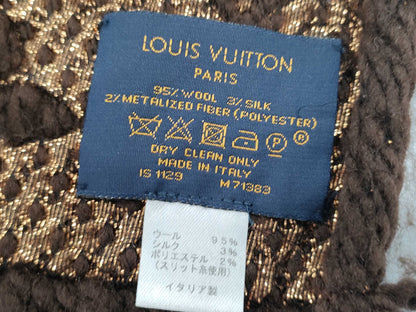 LOUIS VUITTON
PARIS
95% WOOL 3% SILK
2% METALIZED FIBER (POLYESTER)
P
DRY CLEAN ONLY
MADE IN ITALY
IS 1129 M71383
ウール 95%
シルク 3%
ポリエステル 2%
(スリット糸使用)
イタリア製